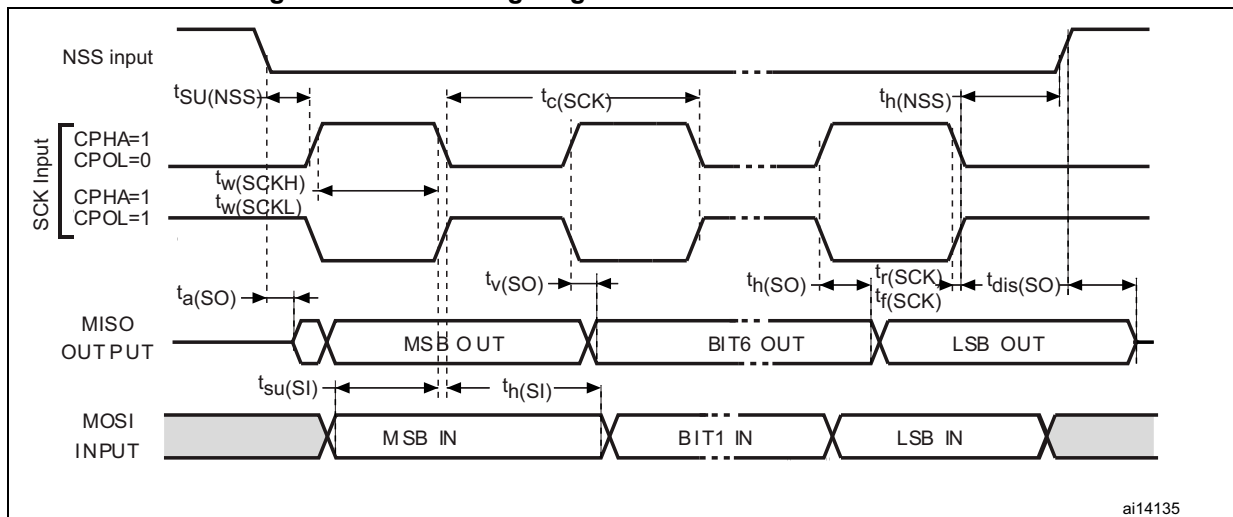 NSS input
tSU(NSS)
tc(SCK)
th(NSS)
SCK Input
CPHA=1
CPOL=0
CPHA=1
CPOL=1
tw(SCKH)
tw(SCKL)
ta(SO)
tv(SO)
th(SO)
tr(SCK)
tf(SCK)
tdis(SO)
MISO
OUTPUT
MSB OUT
BIT6 OUT
LSB OUT
tsu(SI)
th(SI)
MOSI
INPUT
MSB IN
BIT1 IN
LSB IN
ai14135